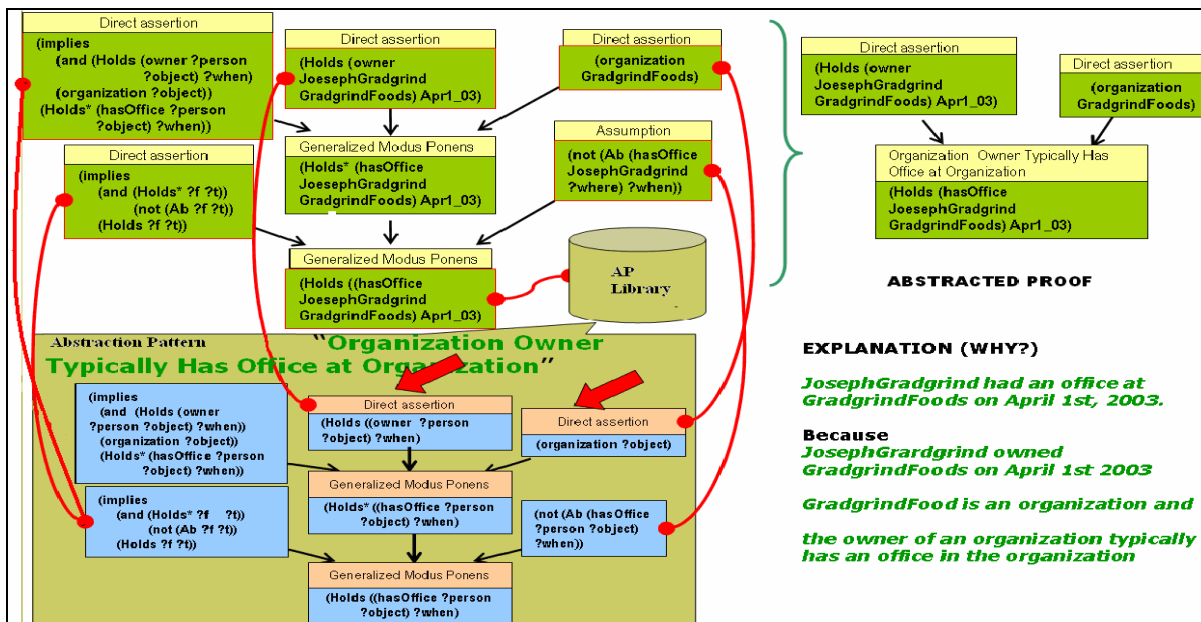 Direct assertion
(implies
(and (Holds (owner ?person
?object) ?when)
(organization ?object))
(Holds* (hasOffice ?person
?object) ?when))
Direct assertion
(Holds (owner
JoesephGradgrind
GradgrindFoods) Apr1_03)
Direct assertion
(organization
GradgrindFoods)
Direct assertion
(implies
(and (Holds* ?f ?t)
(not (Ab ?f ?t))
(Holds ?f ?t))
Generalized Modus Ponens
(Holds* (hasOffice
JoesephGradgrind
GradgrindFoods) Apr1_03)
Assumption
(not (Ab (hasOffice
JoesephGradgrind
?where) ?when))
Generalized Modus Ponens
(Holds ((hasOffice
JoesephGradgrind
GradgrindFoods) Apr1_03)
AP
Library
Direct assertion
(Holds (owner
JoesephGradgrind
GradgrindFoods) Apr1_03)
Direct assertion
(organization
GradgrindFoods)
Organization Owner Typically Has
Office at Organization
(Holds (hasOffice
JoesephGradgrind
GradgrindFoods) Apr1_03)
ABSTRACTED PROOF
Abstraction Pattern
"Organization Owner
Typically Has Office at Organization"
(implies
(and (Holds (owner
?person ?object) ?when))
(organization ?object))
(Holds* (hasOffice ?person
?object) ?when))
Direct assertion
(Holds ((owner ?person
?object) ?when)
Direct assertion
(organization ?object)
(implies
(and (Holds* ?f ?t)
(not (Ab ?f ?t))
(Holds ?f ?t))
Generalized Modus Ponens
(Holds* ((hasOffice ?person
?object) ?when)
(not (Ab (hasOffice
?person ?object)
?when))
Generalized Modus Ponens
(Holds ((hasOffice ?person
?object) ?when)
EXPLANATION (WHY?)
JosephGradgrind had an office at
GradgrindFoods on April 1st, 2003.
Because
JosephGrardgrind owned
GradgrindFoods on April 1st 2003
GradgrindFood is an organization and
the owner of an organization typically
has an office in the organization